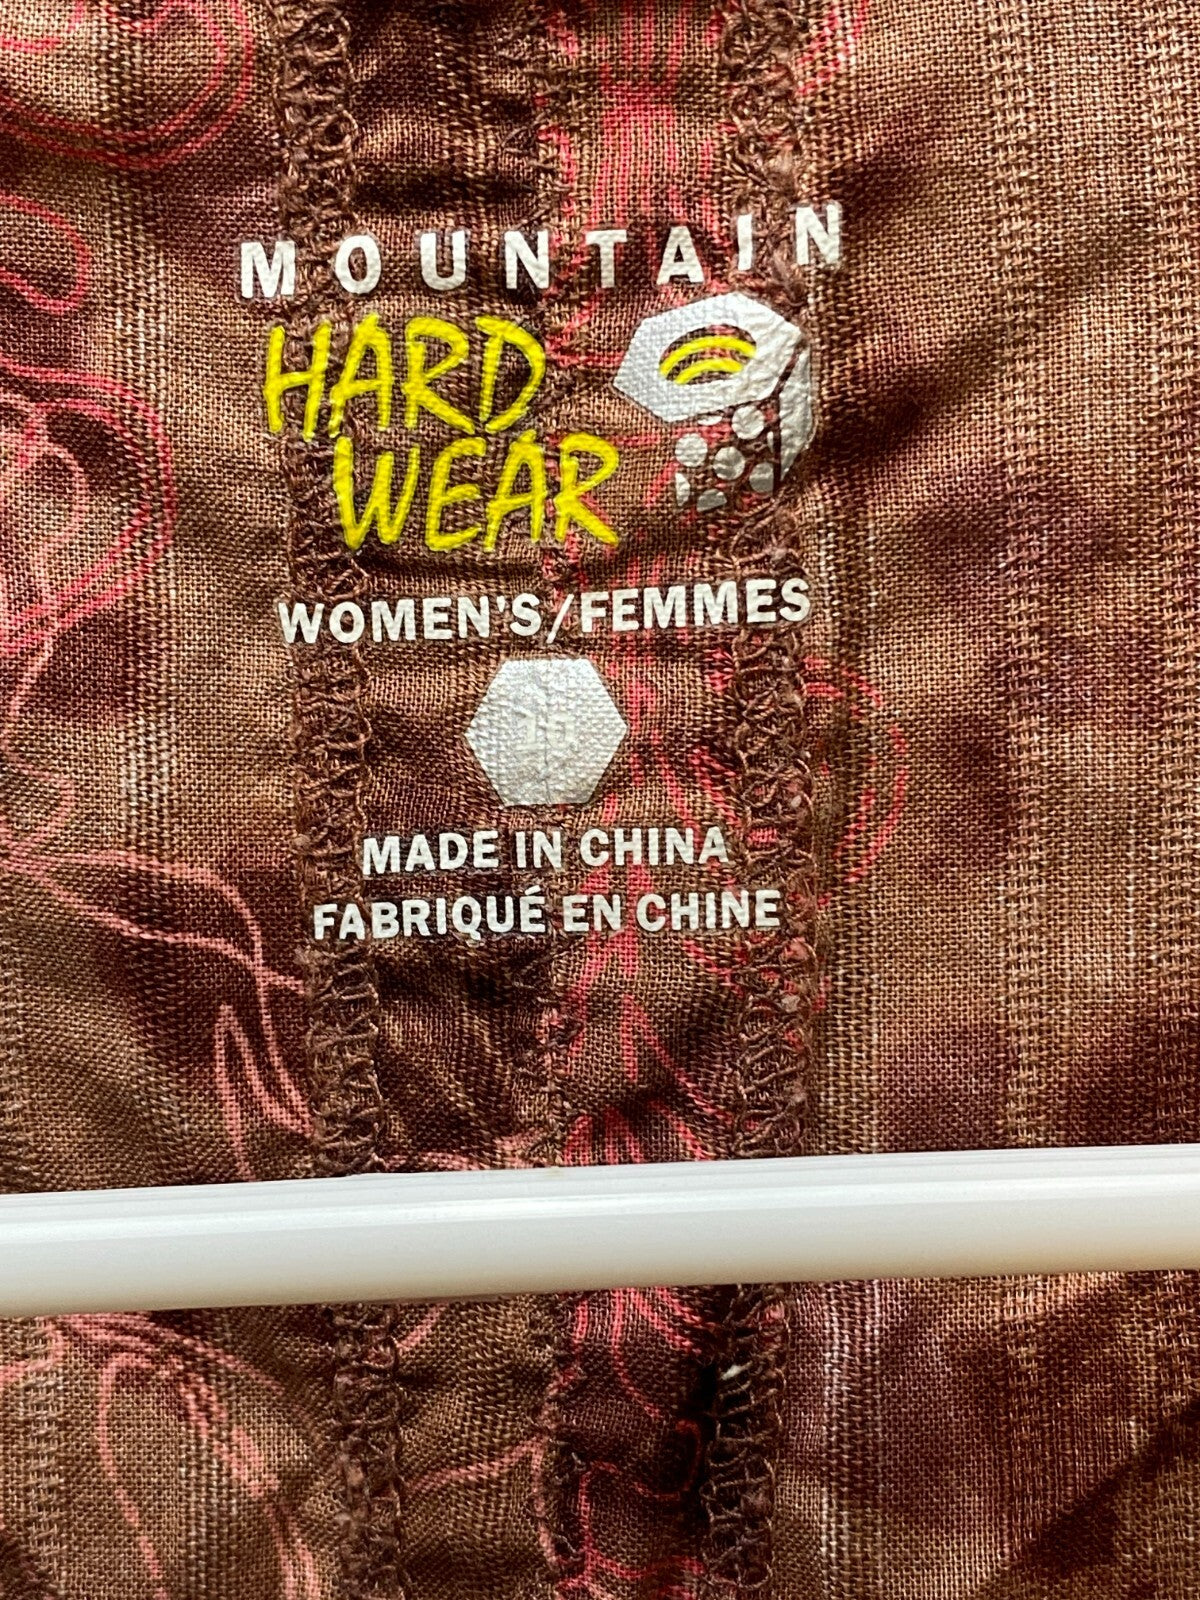 MOUNTAIN
HARD
WEAR
WOMEN'S/FEMMES
MADE IN CHINA
FABRIQUÉ EN CHINE